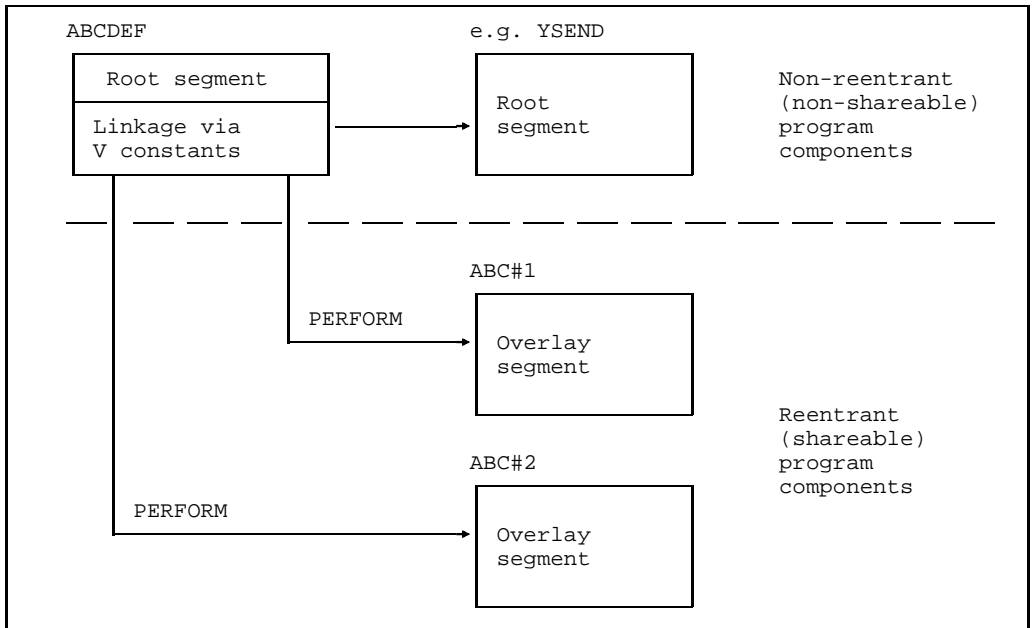 ABCDEF
e.g. YSEND
Root segment
Linkage via
V constants
Root
segment
Non-reentrant
(non-shareable)
program
components
ABC#1
PERFORM
Overlay
segment
Reentrant
(shareable)
program
components
ABC#2
PERFORM
Overlay
segment